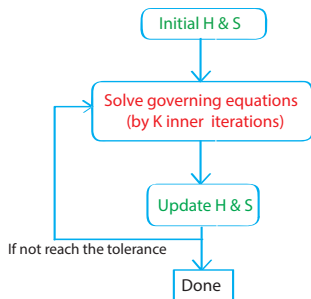 Initial H & S
Solve governing equations
(by K inner iterations)
Update H & S
If not reach the tolerance
Done